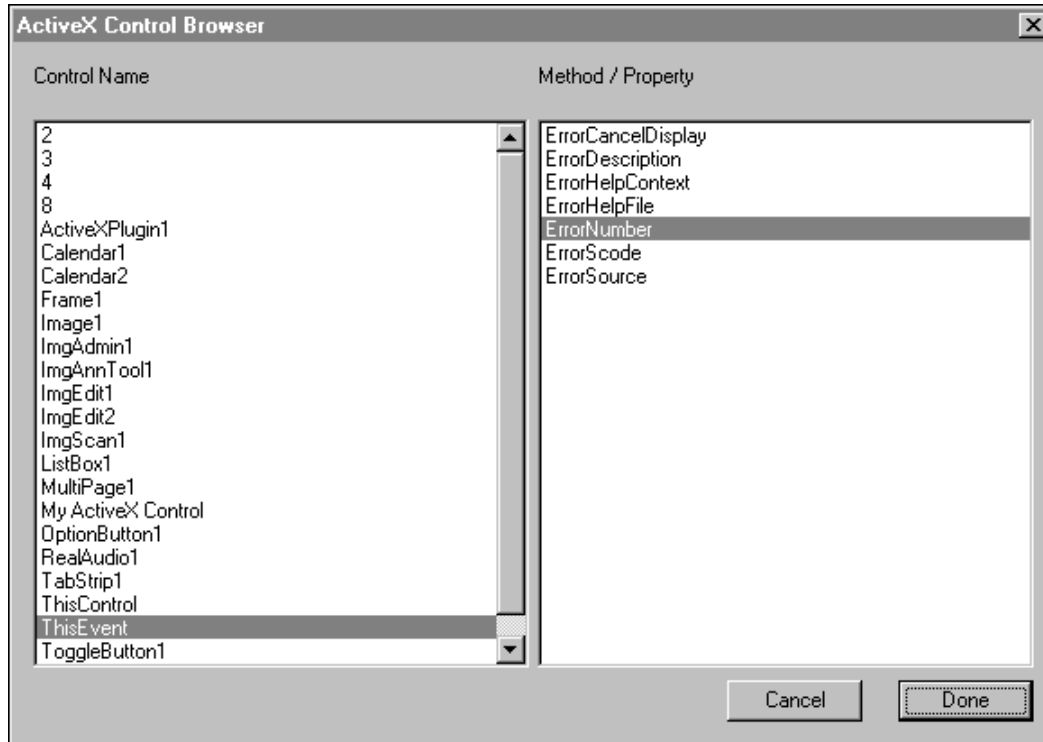 ActiveX Control Browser
Control Name
Method / Property
2
3
4
8
ActiveXPlugin1
Calendar1
Calendar2
Frame1
Image1
ImgAdmin1
ImgAnnTool1
ImgEdit1
ImgEdit2
ImgScan1
ListBox1
MultiPage1
My ActiveX Control
OptionButton1
RealAudio1
TabStrip1
ThisControl
ThisEvent
ToggleButton1
ErrorCancelDisplay
ErrorDescription
ErrorHelpContext
ErrorHelpFile
ErrorNumber
ErrorScode
ErrorSource
Cancel
Done